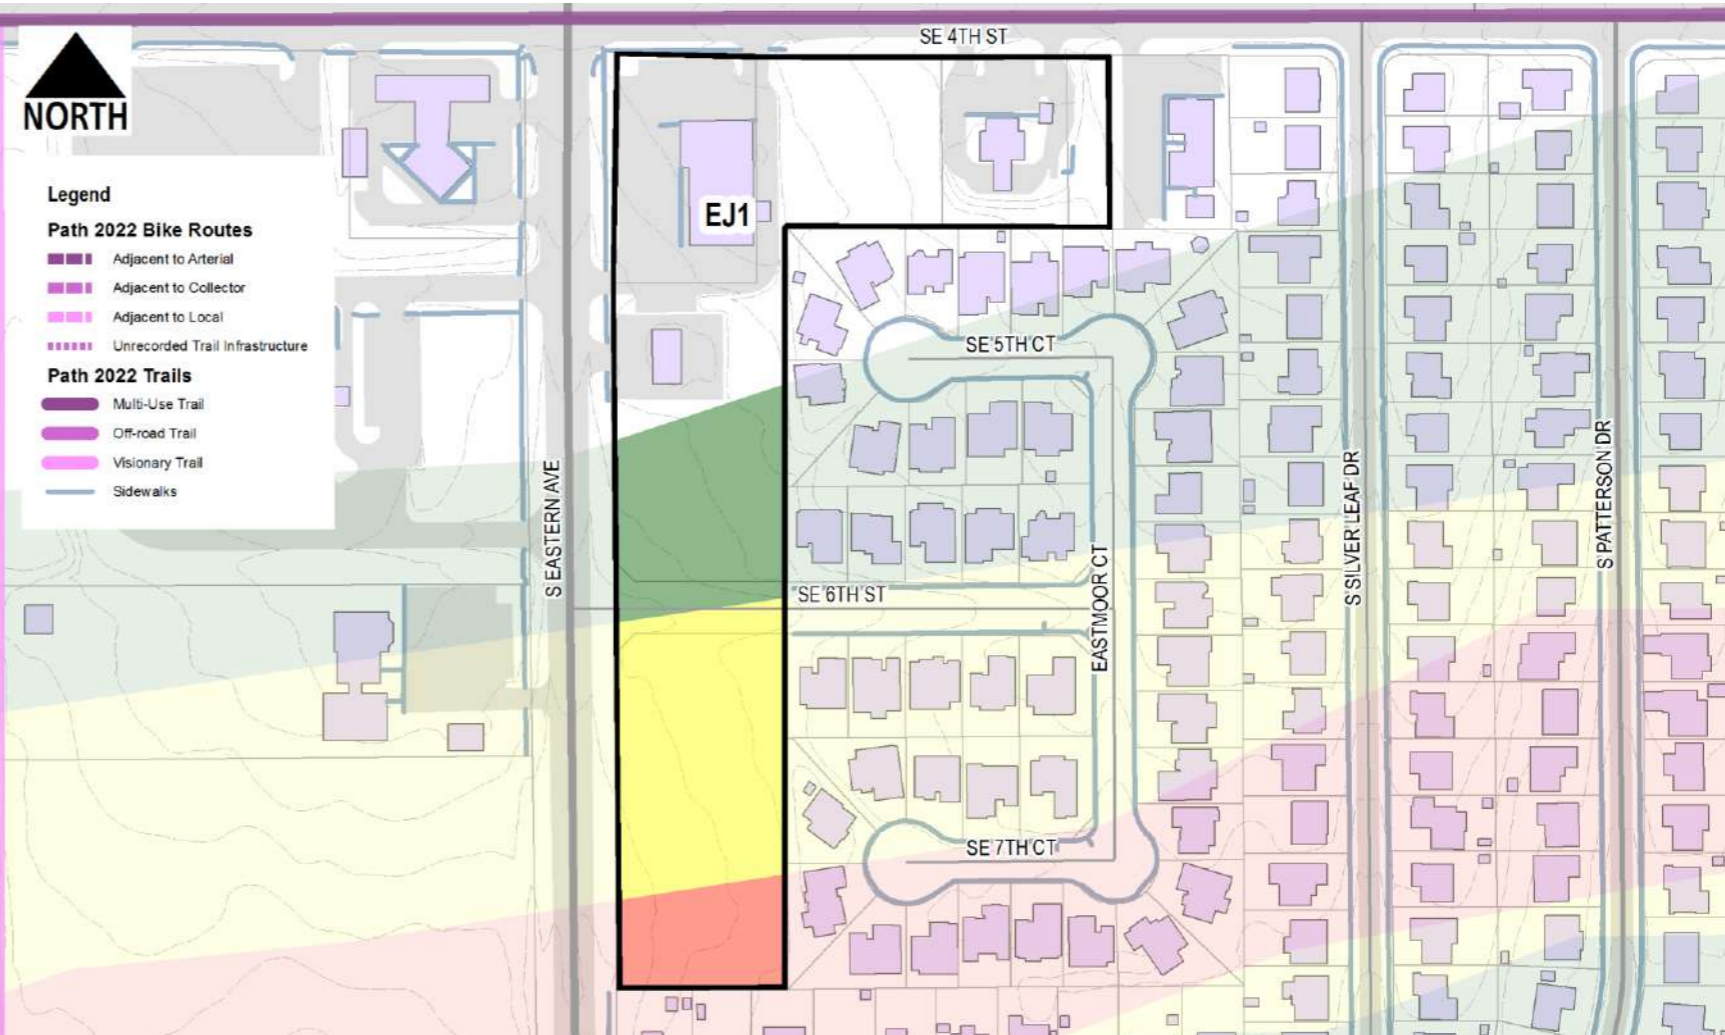 SE 4TH ST
NORTH
Legend
Path 2022 Bike Routes
Adjacent to Arterial
Adjacent to Collector
Adjacent to Local
Unrecorded Trail Infrastructure
Path 2022 Trails
Multi-Use Trail
Off-road Trail
Visionary Trail
Sidewalks
EJ1
SE 5TH CT
S EASTERN AVE
SE 6TH ST
EASTMOOR CT
S SILVER LEAF DR
S PATTERSON DR
SE 7TH CT